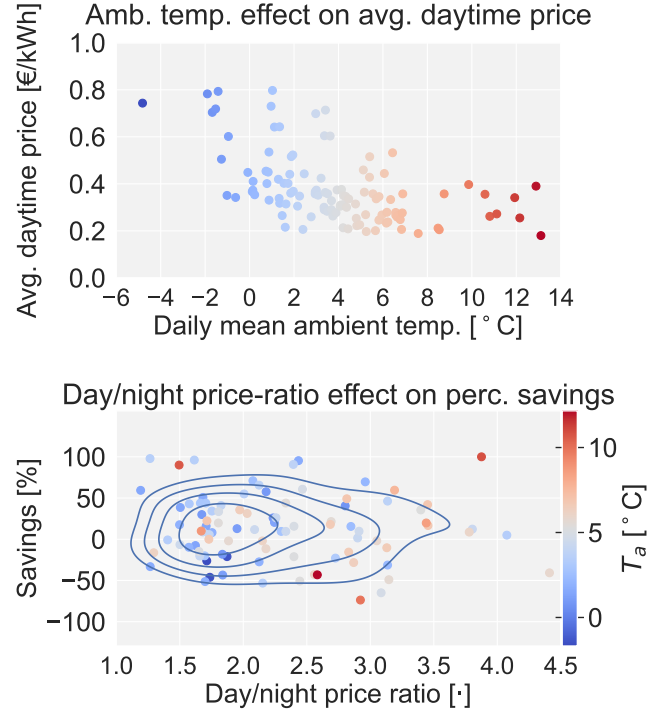 Amb. temp. effect on avg. daytime price
Avg. daytime price [€/kWh]
1.0
0.8
0.6
0.4
0.2
0.0
−6 −4 −2 0 2 4 6 8 10 12 14
Daily mean ambient temp. [°C]
Day/night price-ratio effect on perc. savings
Savings [%]
100
50
0
−50
−100
1.0 1.5 2.0 2.5 3.0 3.5 4.0 4.5
Day/night price ratio [·]
10
5
0
Tₐ [°C]